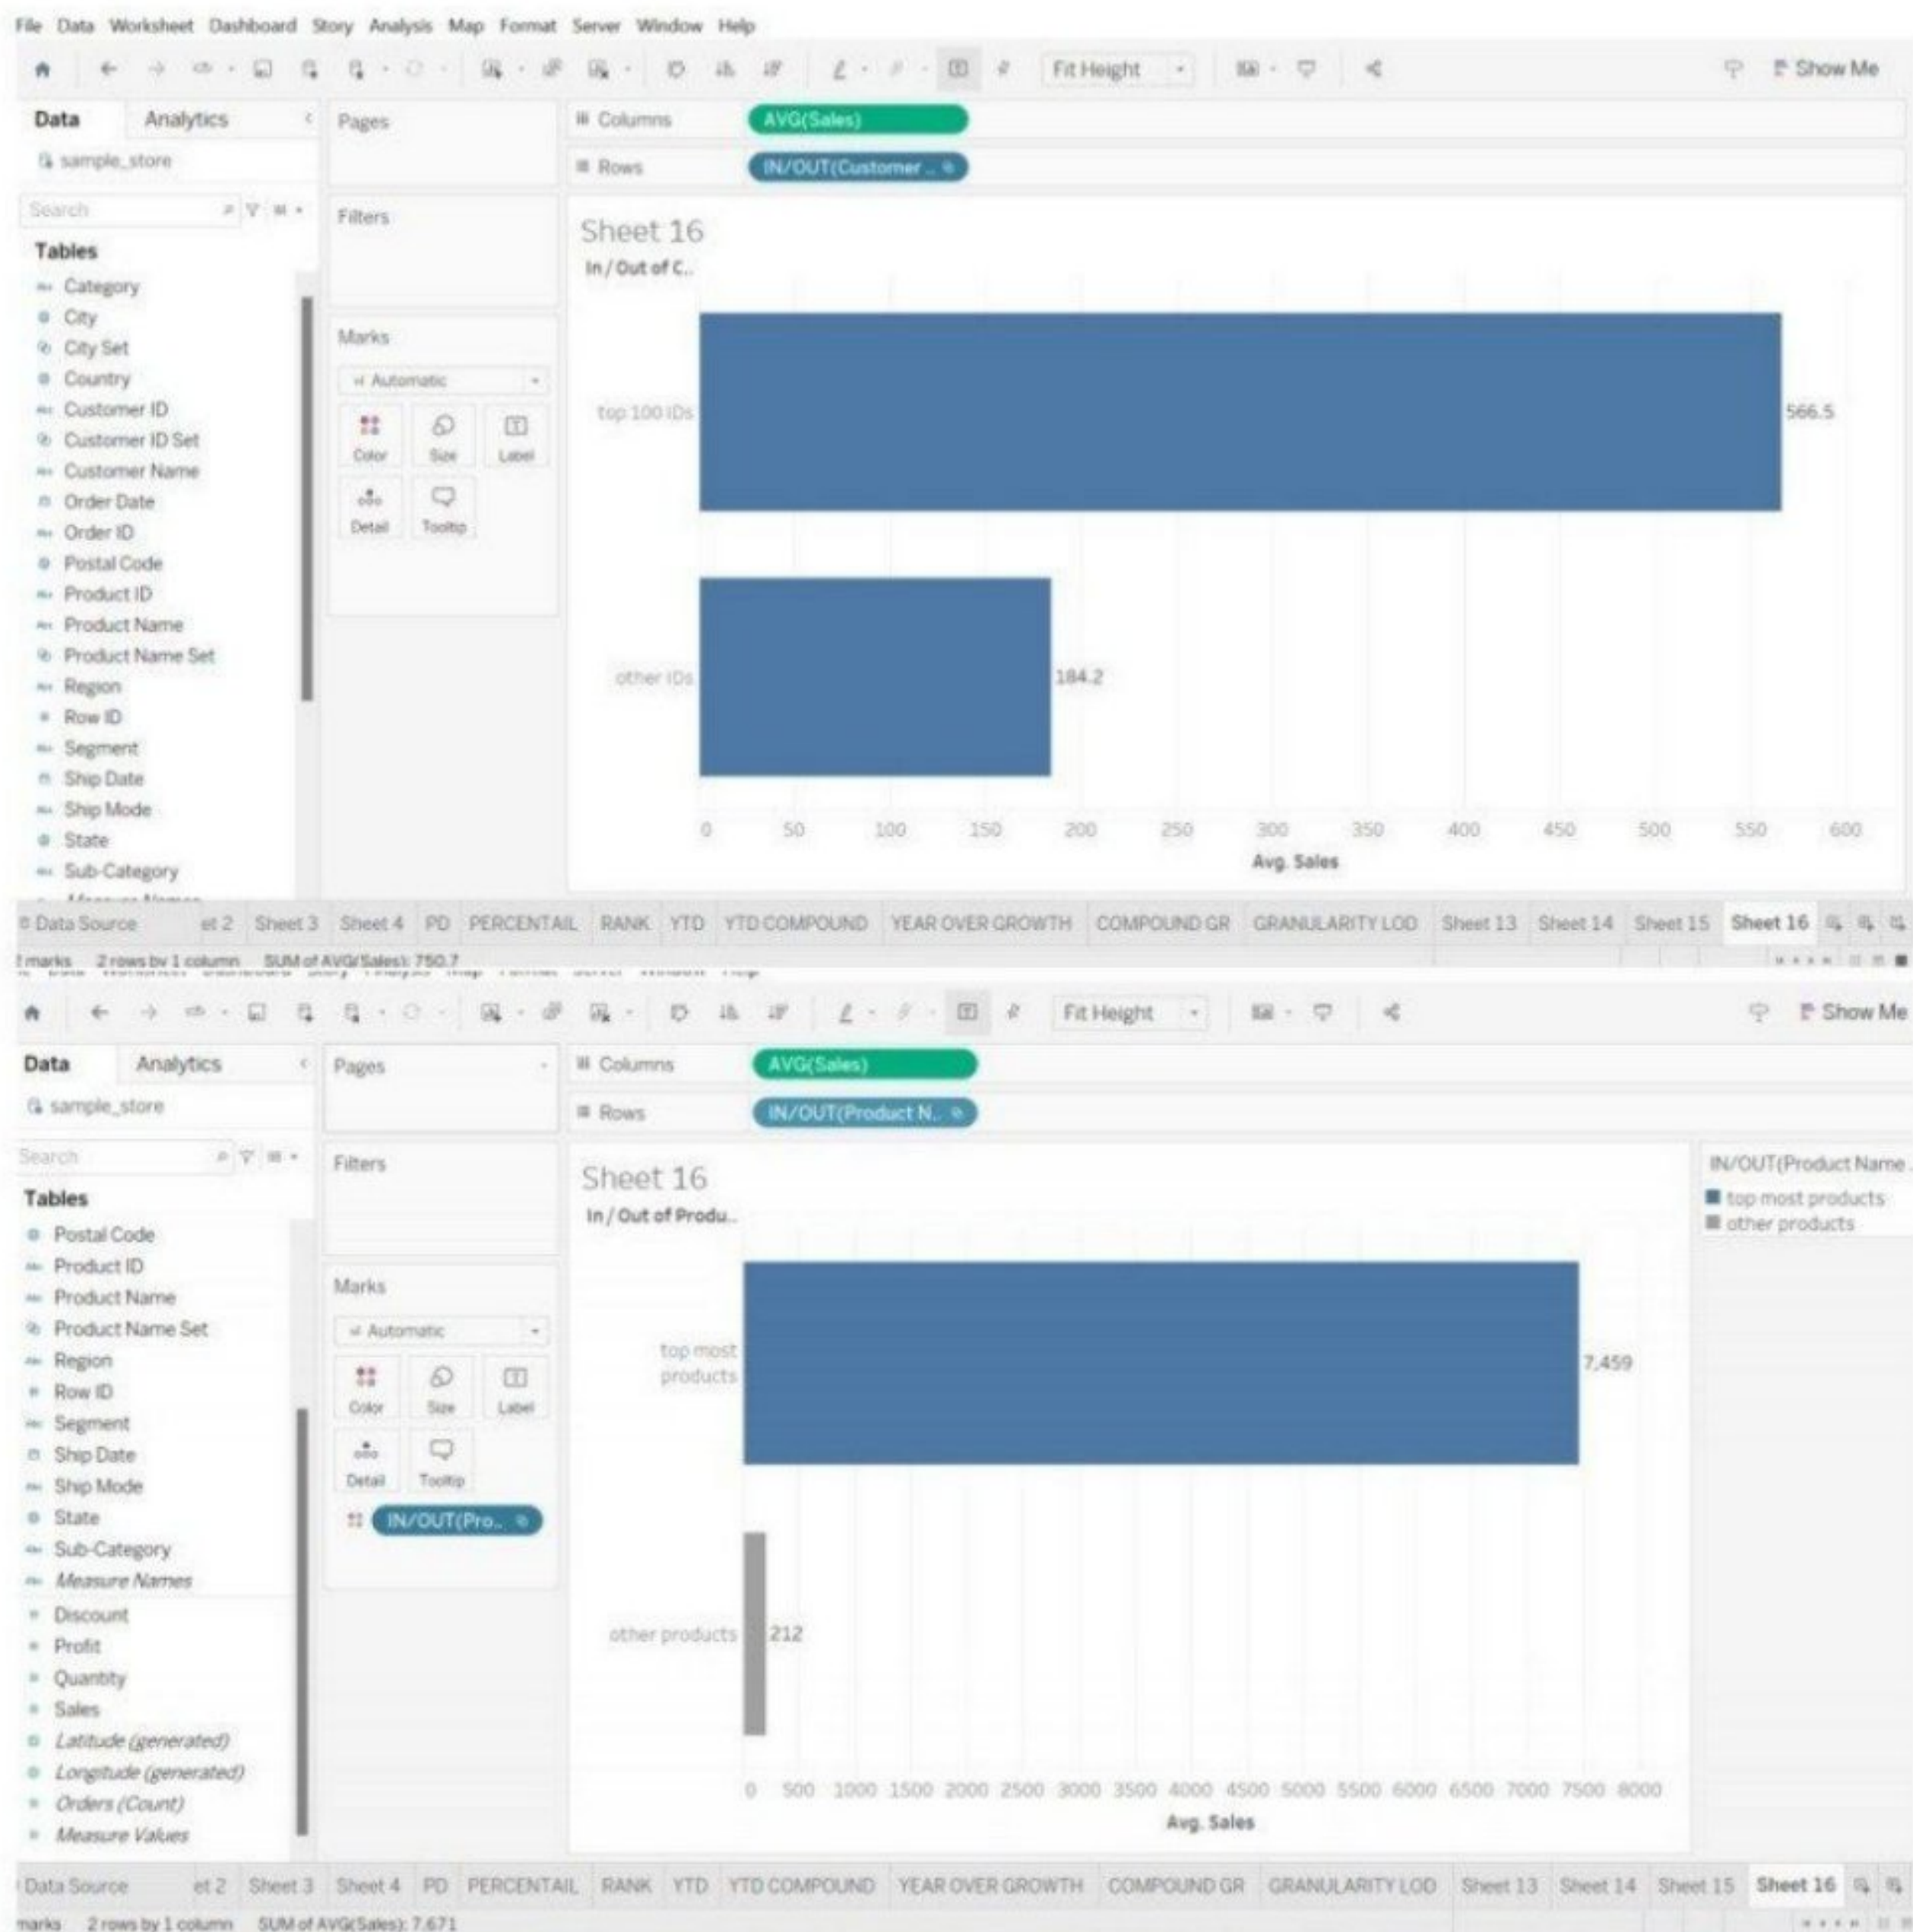 File Data Worksheet Dashboard Story Analysis Map Format Server Window Help
Fit Height Show Me
Data Analytics Pages Columns AVG(Sales)
sample_store Rows IN/OUT(Customer ..
Search Filters
Sheet 16
Tables In / Out of C..
Category
City
City Set Marks
Country Automatic
Customer ID
Customer ID Set Color Size Label
Customer Name
Order Date Detail Tooltip
Order ID
Postal Code
Product ID
Product Name
Product Name Set
Region
Row ID
Segment
Ship Date
Ship Mode
State
Sub-Category
Measure Names
top 100 IDs 566.5
other IDs 184.2
0 50 100 150 200 250 300 350 400 450 500 550 600
Avg. Sales
Data Source et 2 Sheet 3 Sheet 4 PD PERCENTAIL RANK YTD YTD COMPOUND YEAR OVER GROWTH COMPOUND GR GRANULARITY LOD Sheet 13 Sheet 14 Sheet 15 Sheet 16
marks 2 rows by 1 column SUM of AVG(Sales): 750.7
Fit Height Show Me
Data Analytics Pages Columns AVG(Sales)
sample_store Rows IN/OUT(Product N..
Search Filters
Sheet 16
Tables In / Out of Produ..
Postal Code
Product ID
Product Name Marks
Product Name Set Automatic
Region
Row ID Color Size Label
Segment
Ship Date Detail Tooltip
Ship Mode
State IN/OUT(Pro..
Sub-Category
Measure Names
Discount
Profit
Quantity
Sales
Latitude (generated)
Longitude (generated)
Orders (Count)
Measure Values
top most
products 7,459
other products 212
0 500 1000 1500 2000 2500 3000 3500 4000 4500 5000 5500 6000 6500 7000 7500 8000
Avg. Sales
IN/OUT(Product Name .
top most products
other products
Data Source et 2 Sheet 3 Sheet 4 PD PERCENTAIL RANK YTD YTD COMPOUND YEAR OVER GROWTH COMPOUND GR GRANULARITY LOD Sheet 13 Sheet 14 Sheet 15 Sheet 16
marks 2 rows by 1 column SUM of AVG(Sales): 7,671